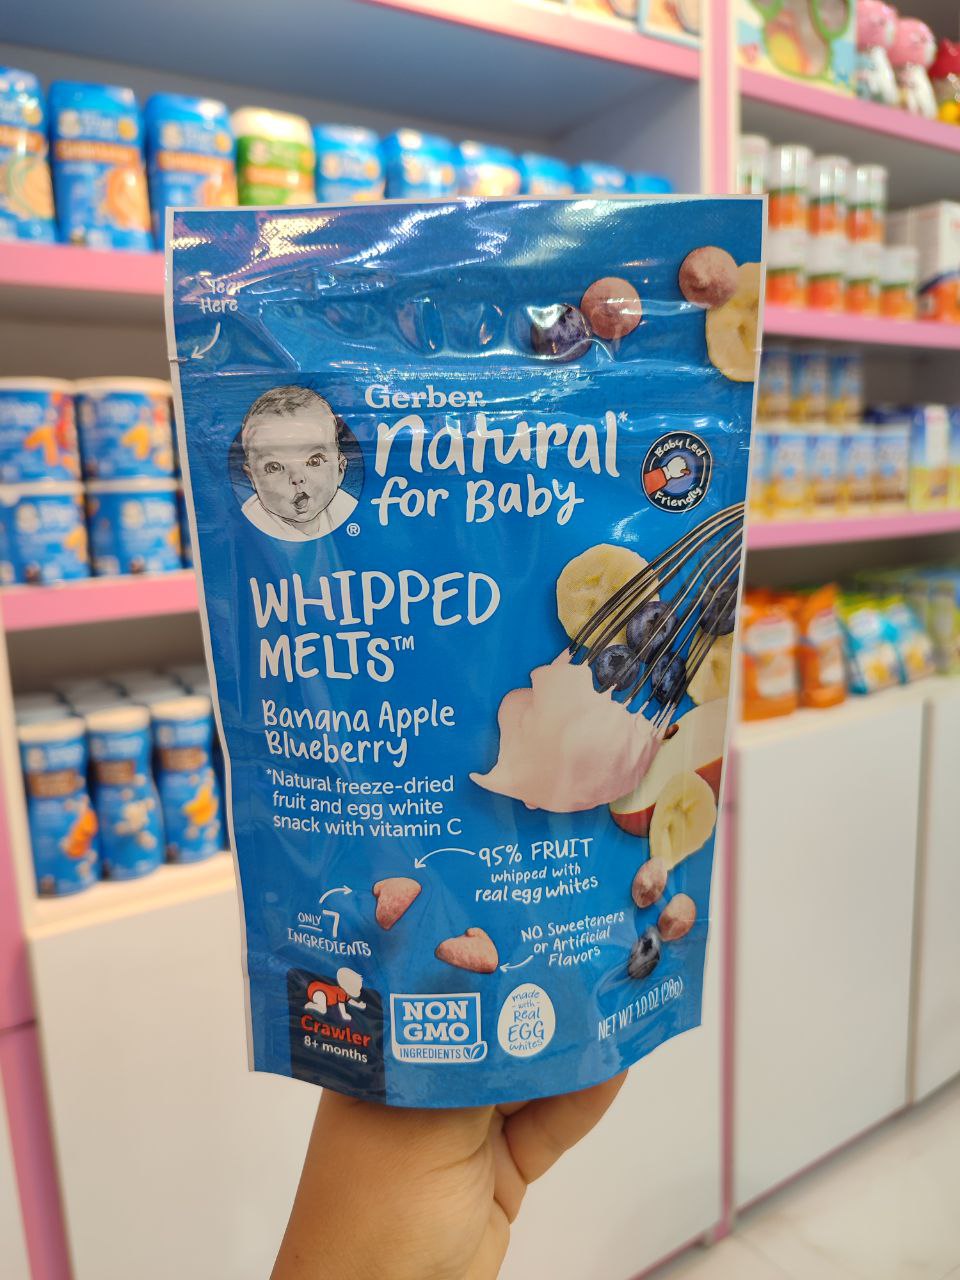 Tear
Here
Gerber®
Natural*
for Baby
®
Baby Led
Friendly
WHIPPED
MELTS™
Banana Apple
Blueberry
*Natural freeze-dried
fruit and egg white
snack with vitamin C
95% FRUIT
whipped with
real egg whites
ONLY 7
INGREDIENTS
NO Sweeteners
or Artificial
Flavors
Crawler
8+ months
NON
GMO
INGREDIENTS
made
-with-
Real
EGG
whites
NET WT 1.0 OZ (28g)